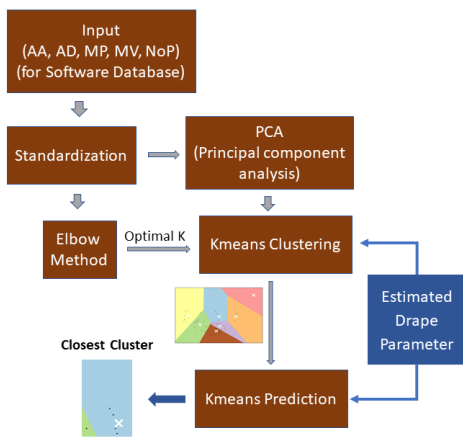 Input
(AA, AD, MP, MV, NoP)
(for Software Database)
Standardization
PCA
(Principal component
analysis)
Elbow
Method
Optimal K
Kmeans Clustering
Estimated
Drape
Parameter
Closest Cluster
Kmeans Prediction